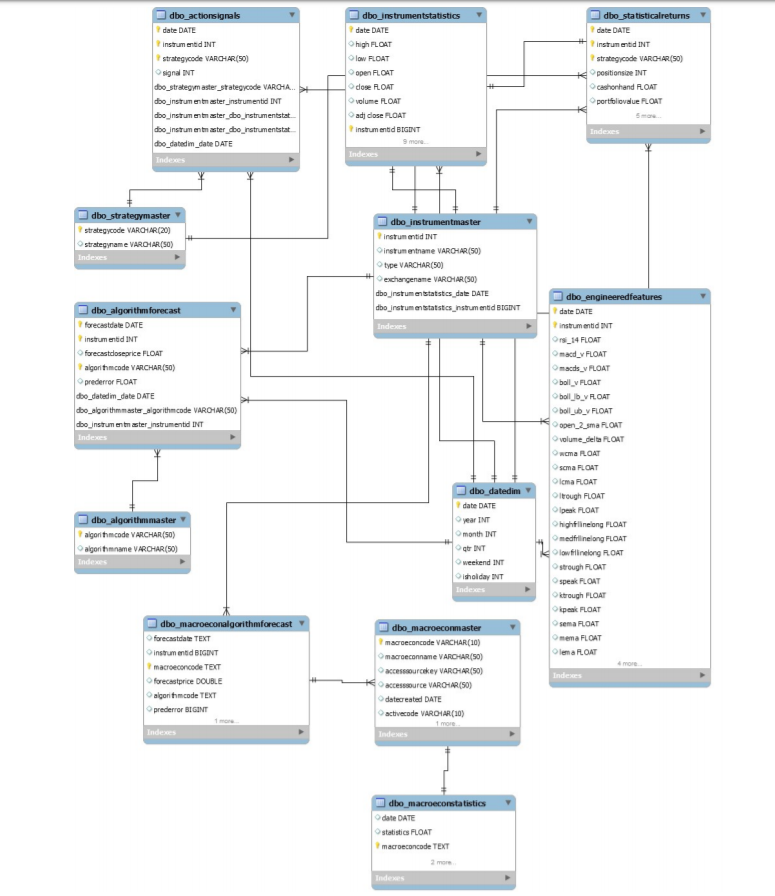 dbo_actionsignals
date DATE
instrumentid INT
strategycode VARCHAR(50)
signal INT
dbo_strategymaster_strategycode VARCHA...
dbo_instrumentmaster_instrumentid INT
dbo_instrumentmaster_dbo_instrumentstat...
dbo_instrumentmaster_dbo_instrumentstat...
dbo_datedim_date DATE
Indexes
dbo_instrumentstatistics
date DATE
high FLOAT
low FLOAT
open FLOAT
close FLOAT
volume FLOAT
adj close FLOAT
instrumentid BIGINT
9 more...
Indexes
dbo_statisticalreturns
date DATE
instrumentid INT
strategycode VARCHAR(50)
positionsize INT
cashonhand FLOAT
portfoliovalue FLOAT
5 more...
Indexes
dbo_strategymaster
strategycode VARCHAR(20)
strategyname VARCHAR(50)
Indexes
dbo_instrumentmaster
instrumentid INT
instrumentname VARCHAR(50)
type VARCHAR(50)
exchangename VARCHAR(50)
dbo_instrumentstatistics_date DATE
dbo_instrumentstatistics_instrumentid BIGINT
Indexes
dbo_algorithmforecast
forecastdate DATE
instrumentid INT
forecastcloseprice FLOAT
algorithmcode VARCHAR(50)
prederror FLOAT
dbo_datedim_date DATE
dbo_algorithmmaster_algorithmcode VARCHAR(50)
dbo_instrumentmaster_instrumentid INT
Indexes
dbo_engineeredfeatures
date DATE
instrumentid INT
rsi_14 FLOAT
macd_v FLOAT
macds_v FLOAT
boll_v FLOAT
boll_lb_v FLOAT
boll_ub_v FLOAT
open_2_sma FLOAT
volume_delta FLOAT
wcma FLOAT
scma FLOAT
lcma FLOAT
ltrough FLOAT
lpeak FLOAT
highfrllinelong FLOAT
medfrllinelong FLOAT
lowfrllinelong FLOAT
strough FLOAT
speak FLOAT
ktrough FLOAT
kpeak FLOAT
sema FLOAT
mema FLOAT
lema FLOAT
4 more...
Indexes
dbo_algorithmmaster
algorithmcode VARCHAR(50)
algorithmname VARCHAR(50)
Indexes
dbo_datedim
date DATE
year INT
month INT
qtr INT
weekend INT
isholiday INT
Indexes
dbo_macroeconalgorithmforecast
forecastdate TEXT
instrumentid BIGINT
macroeconcode TEXT
forecastprice DOUBLE
algorithmcode TEXT
prederror BIGINT
1 more...
Indexes
dbo_macroeconmaster
macroeconcode VARCHAR(10)
macroeconname VARCHAR(50)
accesssourcekey VARCHAR(50)
accesssource VARCHAR(50)
datecreated DATE
activecode VARCHAR(10)
1 more...
Indexes
dbo_macroeconstatistics
date DATE
statistics FLOAT
macroeconcode TEXT
2 more...
Indexes